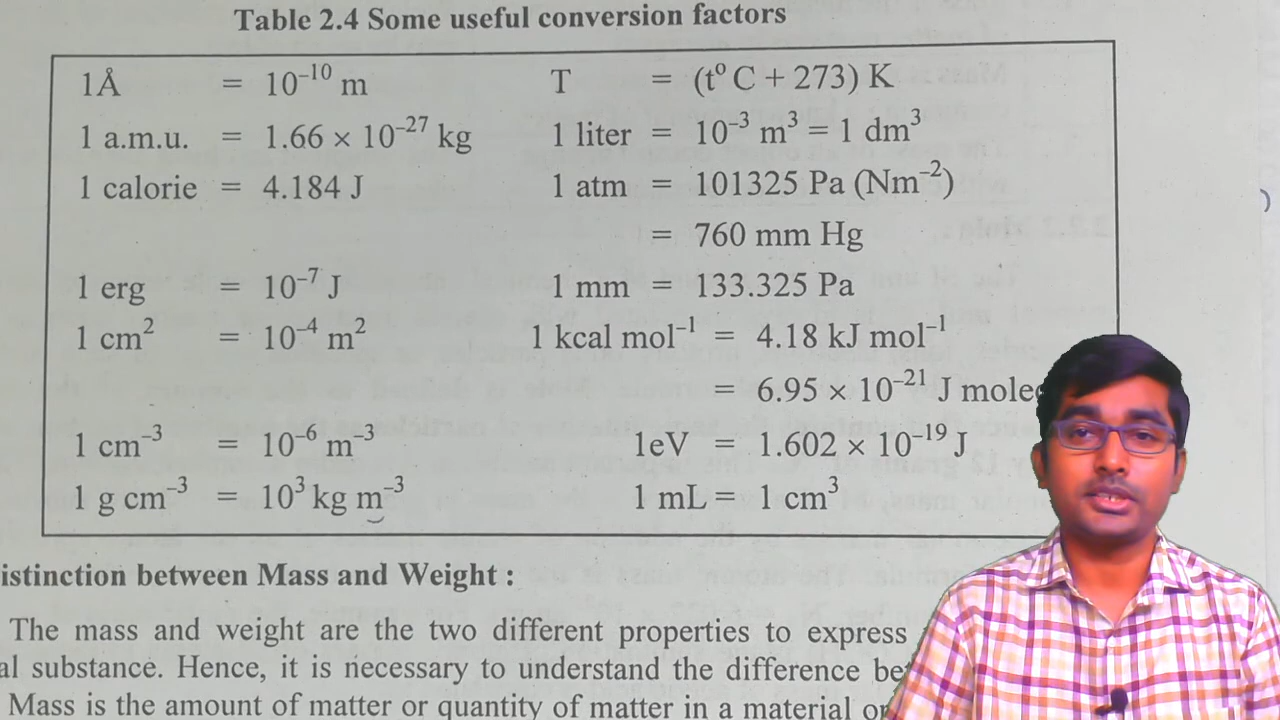 Table 2.4 Some useful conversion factors
1Å = 10⁻¹⁰ m T = (t⁰ C + 273) K
1 a.m.u. = 1.66 × 10⁻²⁷ kg 1 liter = 10⁻³ m³ = 1 dm³
1 calorie = 4.184 J 1 atm = 101325 Pa (Nm⁻²)
= 760 mm Hg
1 erg = 10⁻⁷ J 1 mm = 133.325 Pa
1 cm² = 10⁻⁴ m² 1 kcal mol⁻¹ = 4.18 kJ mol⁻¹
= 6.95 × 10⁻²¹ J
1 cm⁻³ = 10⁻⁶ m⁻³ 1eV = 1.602 × 10⁻¹⁹ J
1 g cm⁻³ = 10³ kg m⁻³ 1 mL = 1 cm³
istinction between Mass and Weight :
The mass and weight are the two different properties to express
al substance. Hence, it is necessary to understand the difference
Mass is the amount of matter or quantity of matter in a material